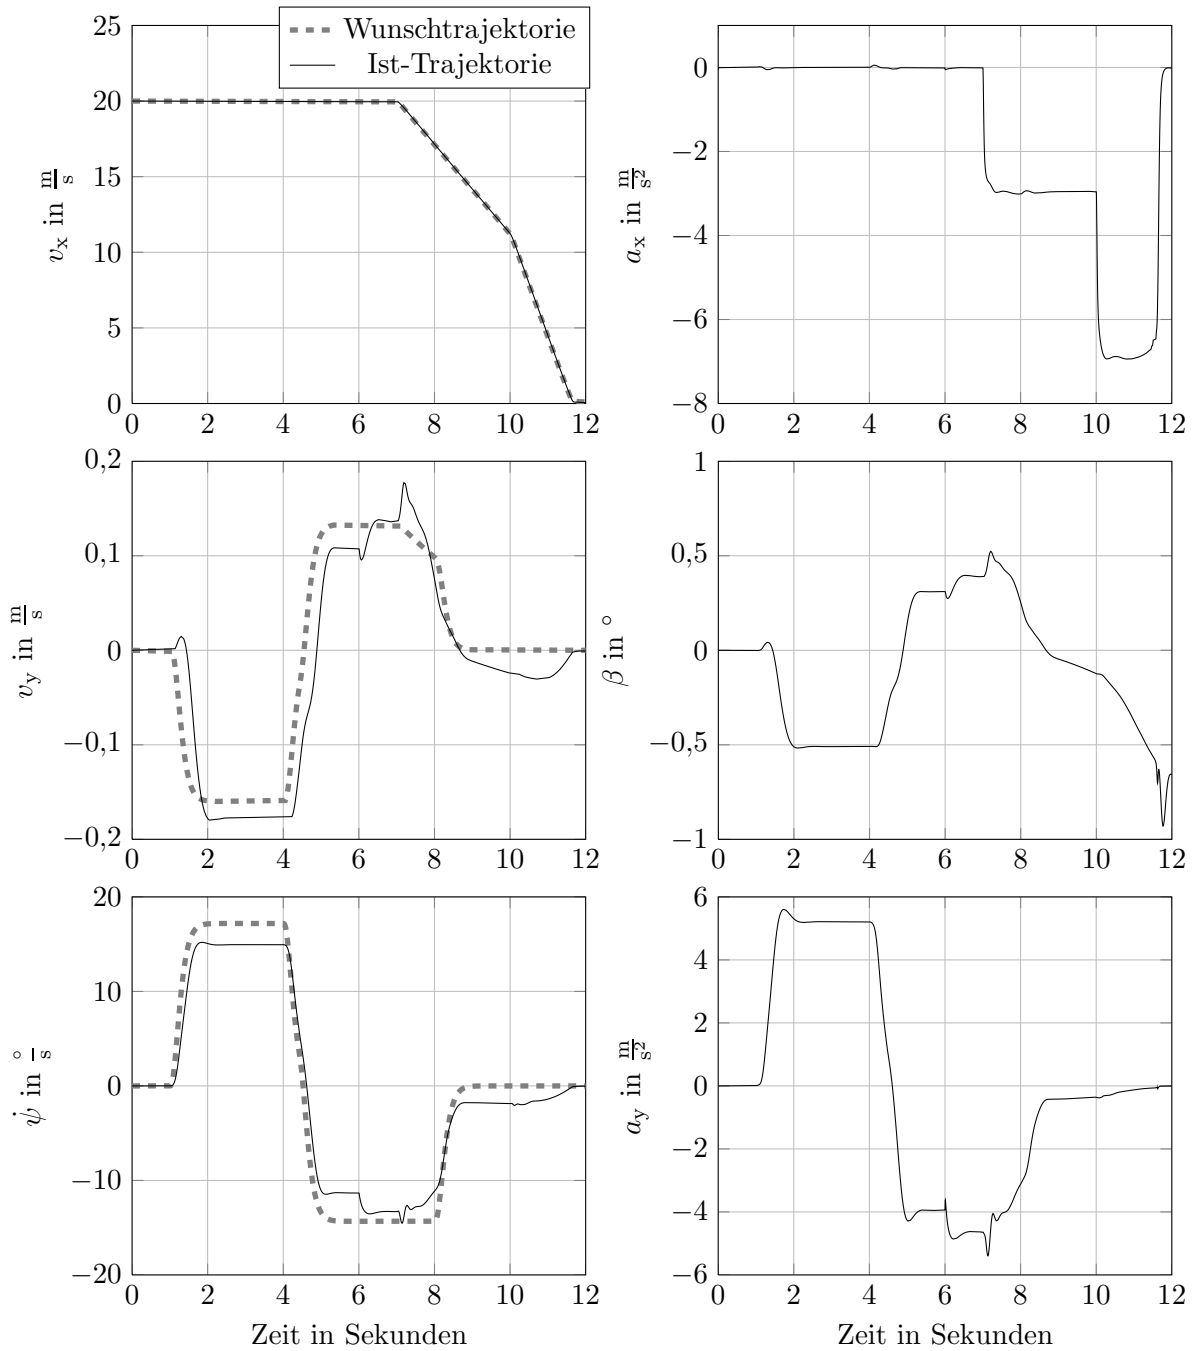 Wunschtrajektorie
Ist-Trajektorie
25
20
15
10
5
0
0 2 4 6 8 10 12
v_x in m/s
0
−2
−4
−6
−8
0 2 4 6 8 10 12
a_x in m/s²
0,2
0,1
0
−0,1
−0,2
0 2 4 6 8 10 12
v_y in m/s
1
0,5
0
−0,5
−1
0 2 4 6 8 10 12
β in °
20
10
0
−10
−20
0 2 4 6 8 10 12
ψ̇ in °/s
Zeit in Sekunden
6
4
2
0
−2
−4
−6
0 2 4 6 8 10 12
a_y in m/s²
Zeit in Sekunden